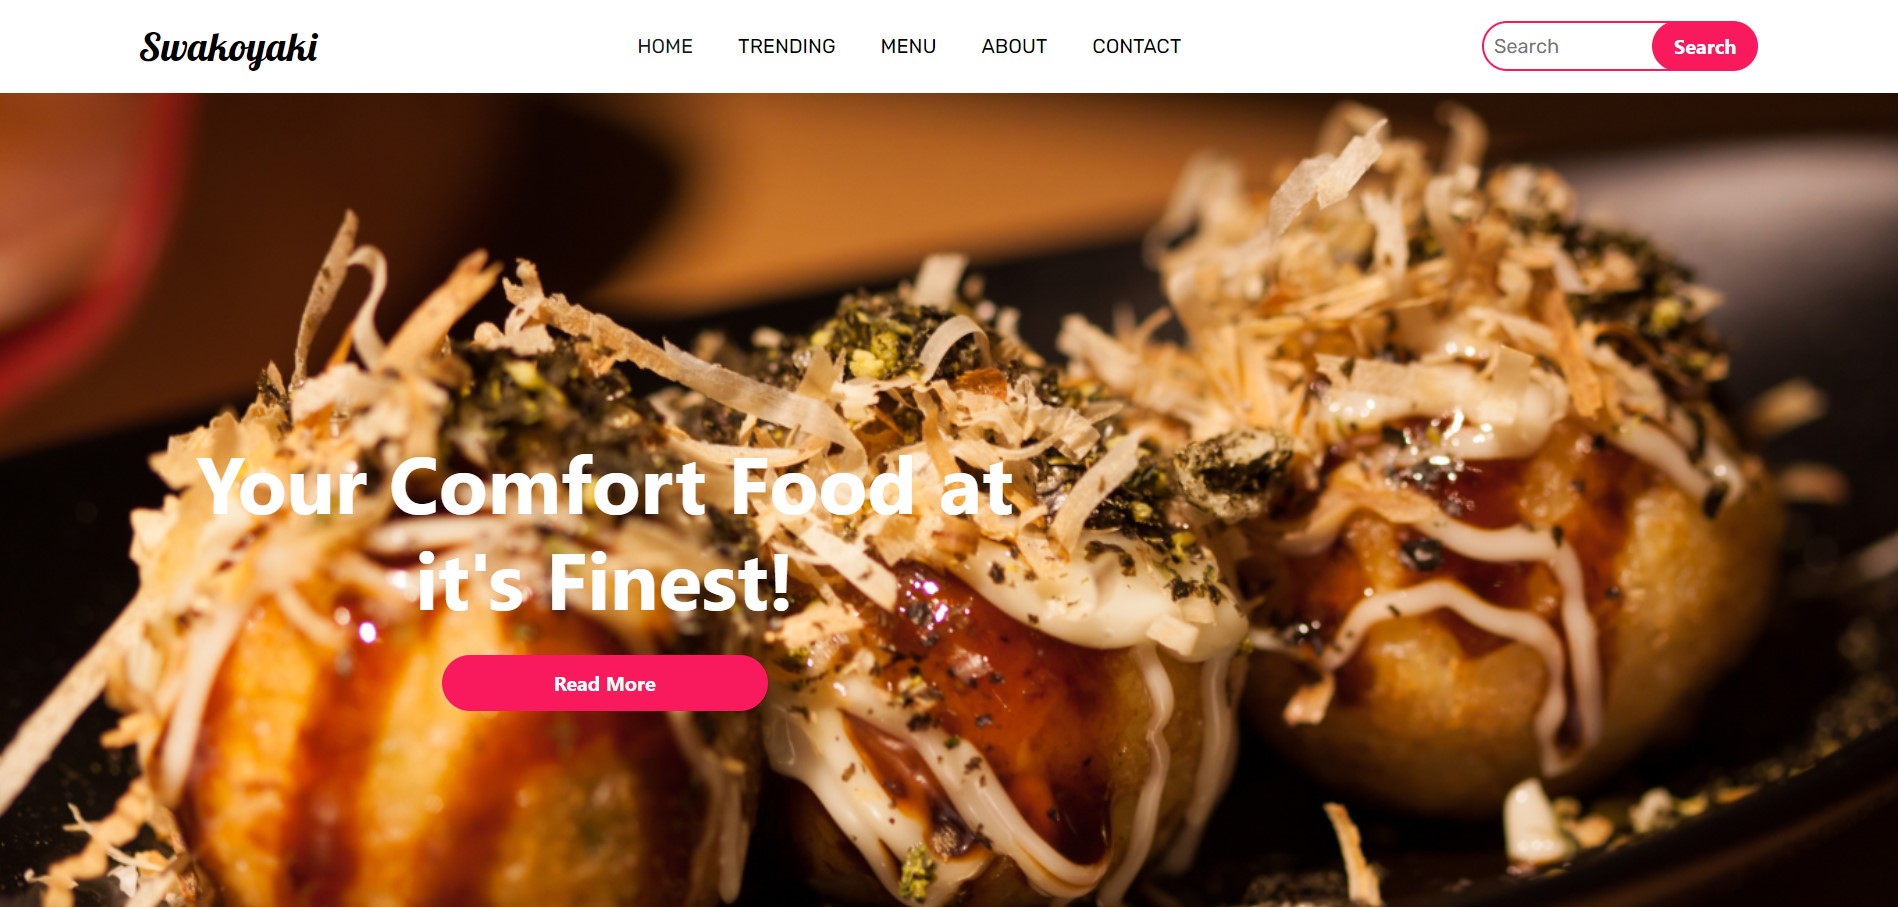 Swakoyaki
HOME TRENDING MENU ABOUT CONTACT
Search Search
Your Comfort Food at
it's Finest!
Read More